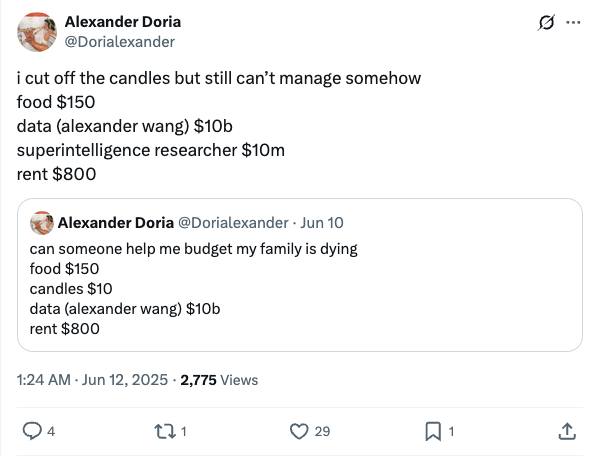 Alexander Doria
@Dorialexander
i cut off the candles but still can’t manage somehow
food $150
data (alexander wang) $10b
superintelligence researcher $10m
rent $800
Alexander Doria @Dorialexander · Jun 10
can someone help me budget my family is dying
food $150
candles $10
data (alexander wang) $10b
rent $800
1:24 AM · Jun 12, 2025 · 2,775 Views
4 1 29 1